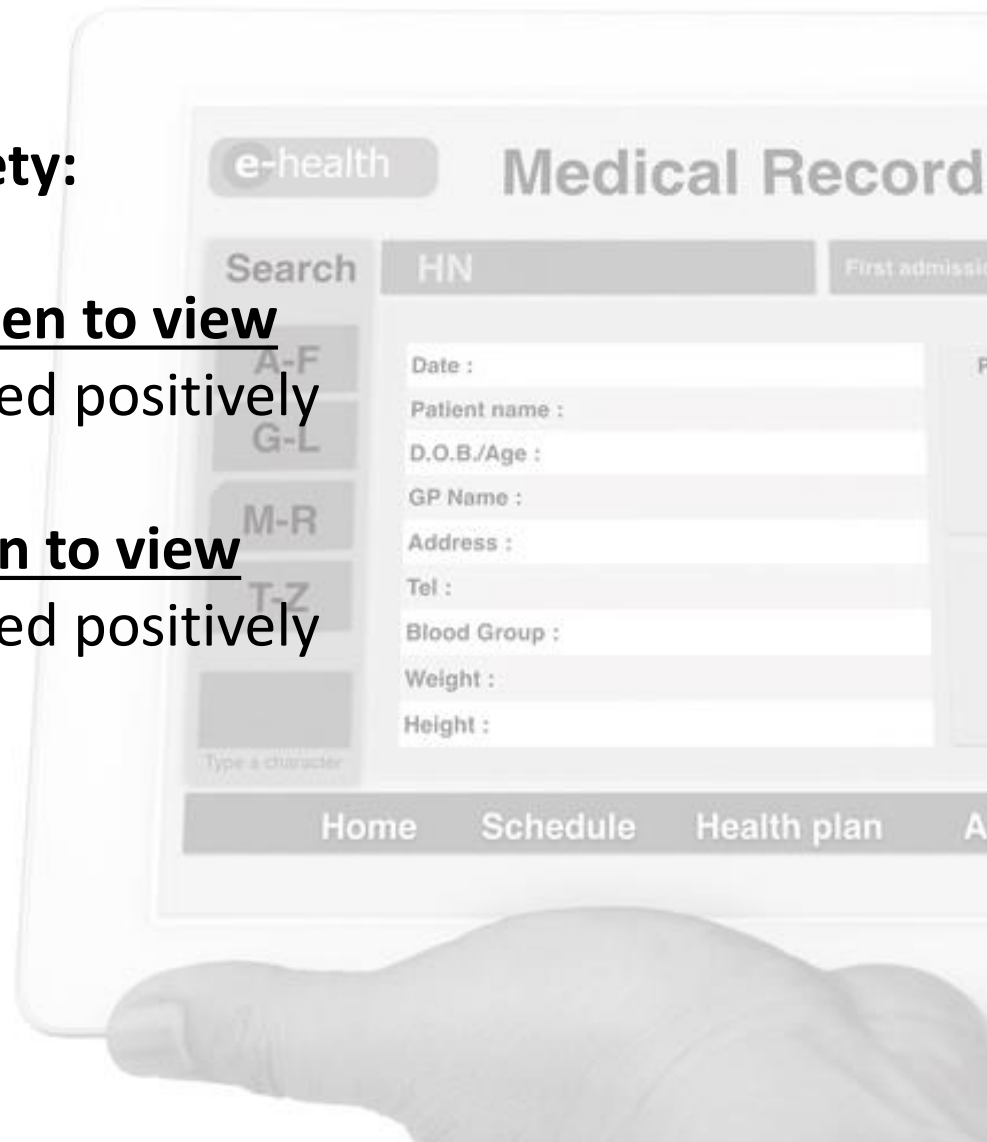 ety:
en to view
ed positively
n to view
ed positively
e-health
Medical Record
Search
HN
First admissio
A-F
G-L
M-R
T-Z
Type a character
Date :
Patient name :
D.O.B./Age :
GP Name :
Address :
Tel :
Blood Group :
Weight :
Height :
P
Home Schedule Health plan A